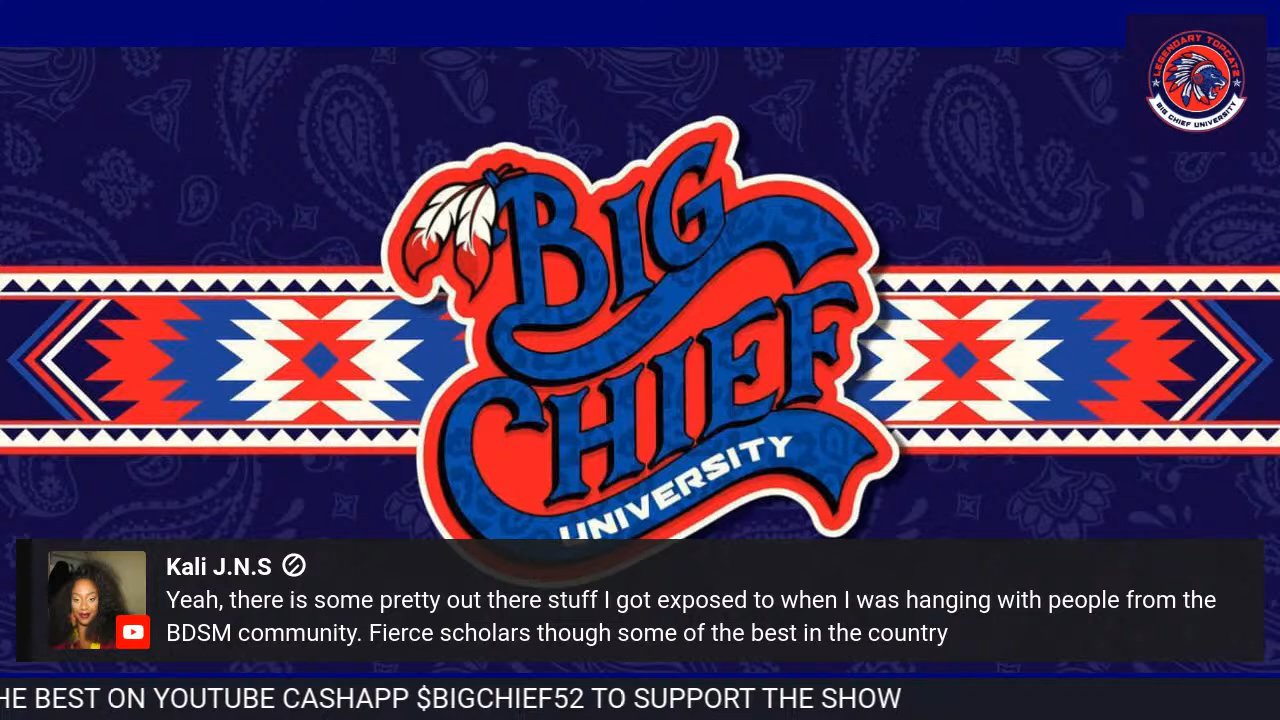 LEGENDARY TOPCATZ
BIG CHIEF UNIVERSITY
BIG
CHIEF
UNIVERSITY
Kali J.N.S
Yeah, there is some pretty out there stuff I got exposed to when I was hanging with people from the
BDSM community. Fierce scholars though some of the best in the country
HE BEST ON YOUTUBE CASHAPP $BIGCHIEF52 TO SUPPORT THE SHOW